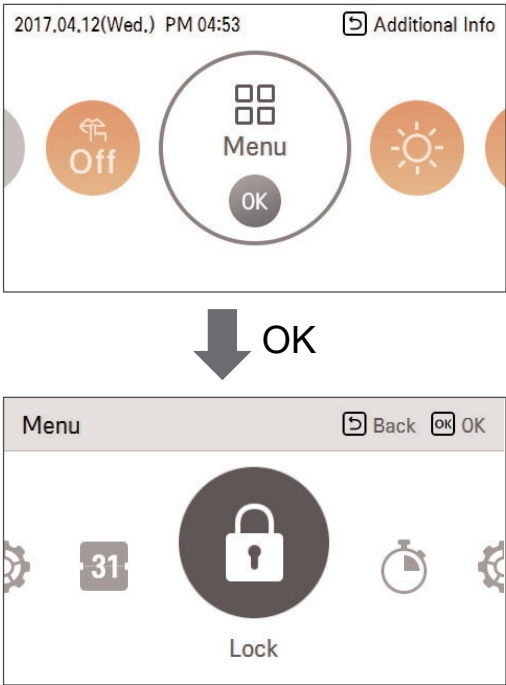 2017.04.12(Wed.) PM 04:53 Additional Info
Off
Menu
OK
OK
Menu Back OK OK
31
Lock